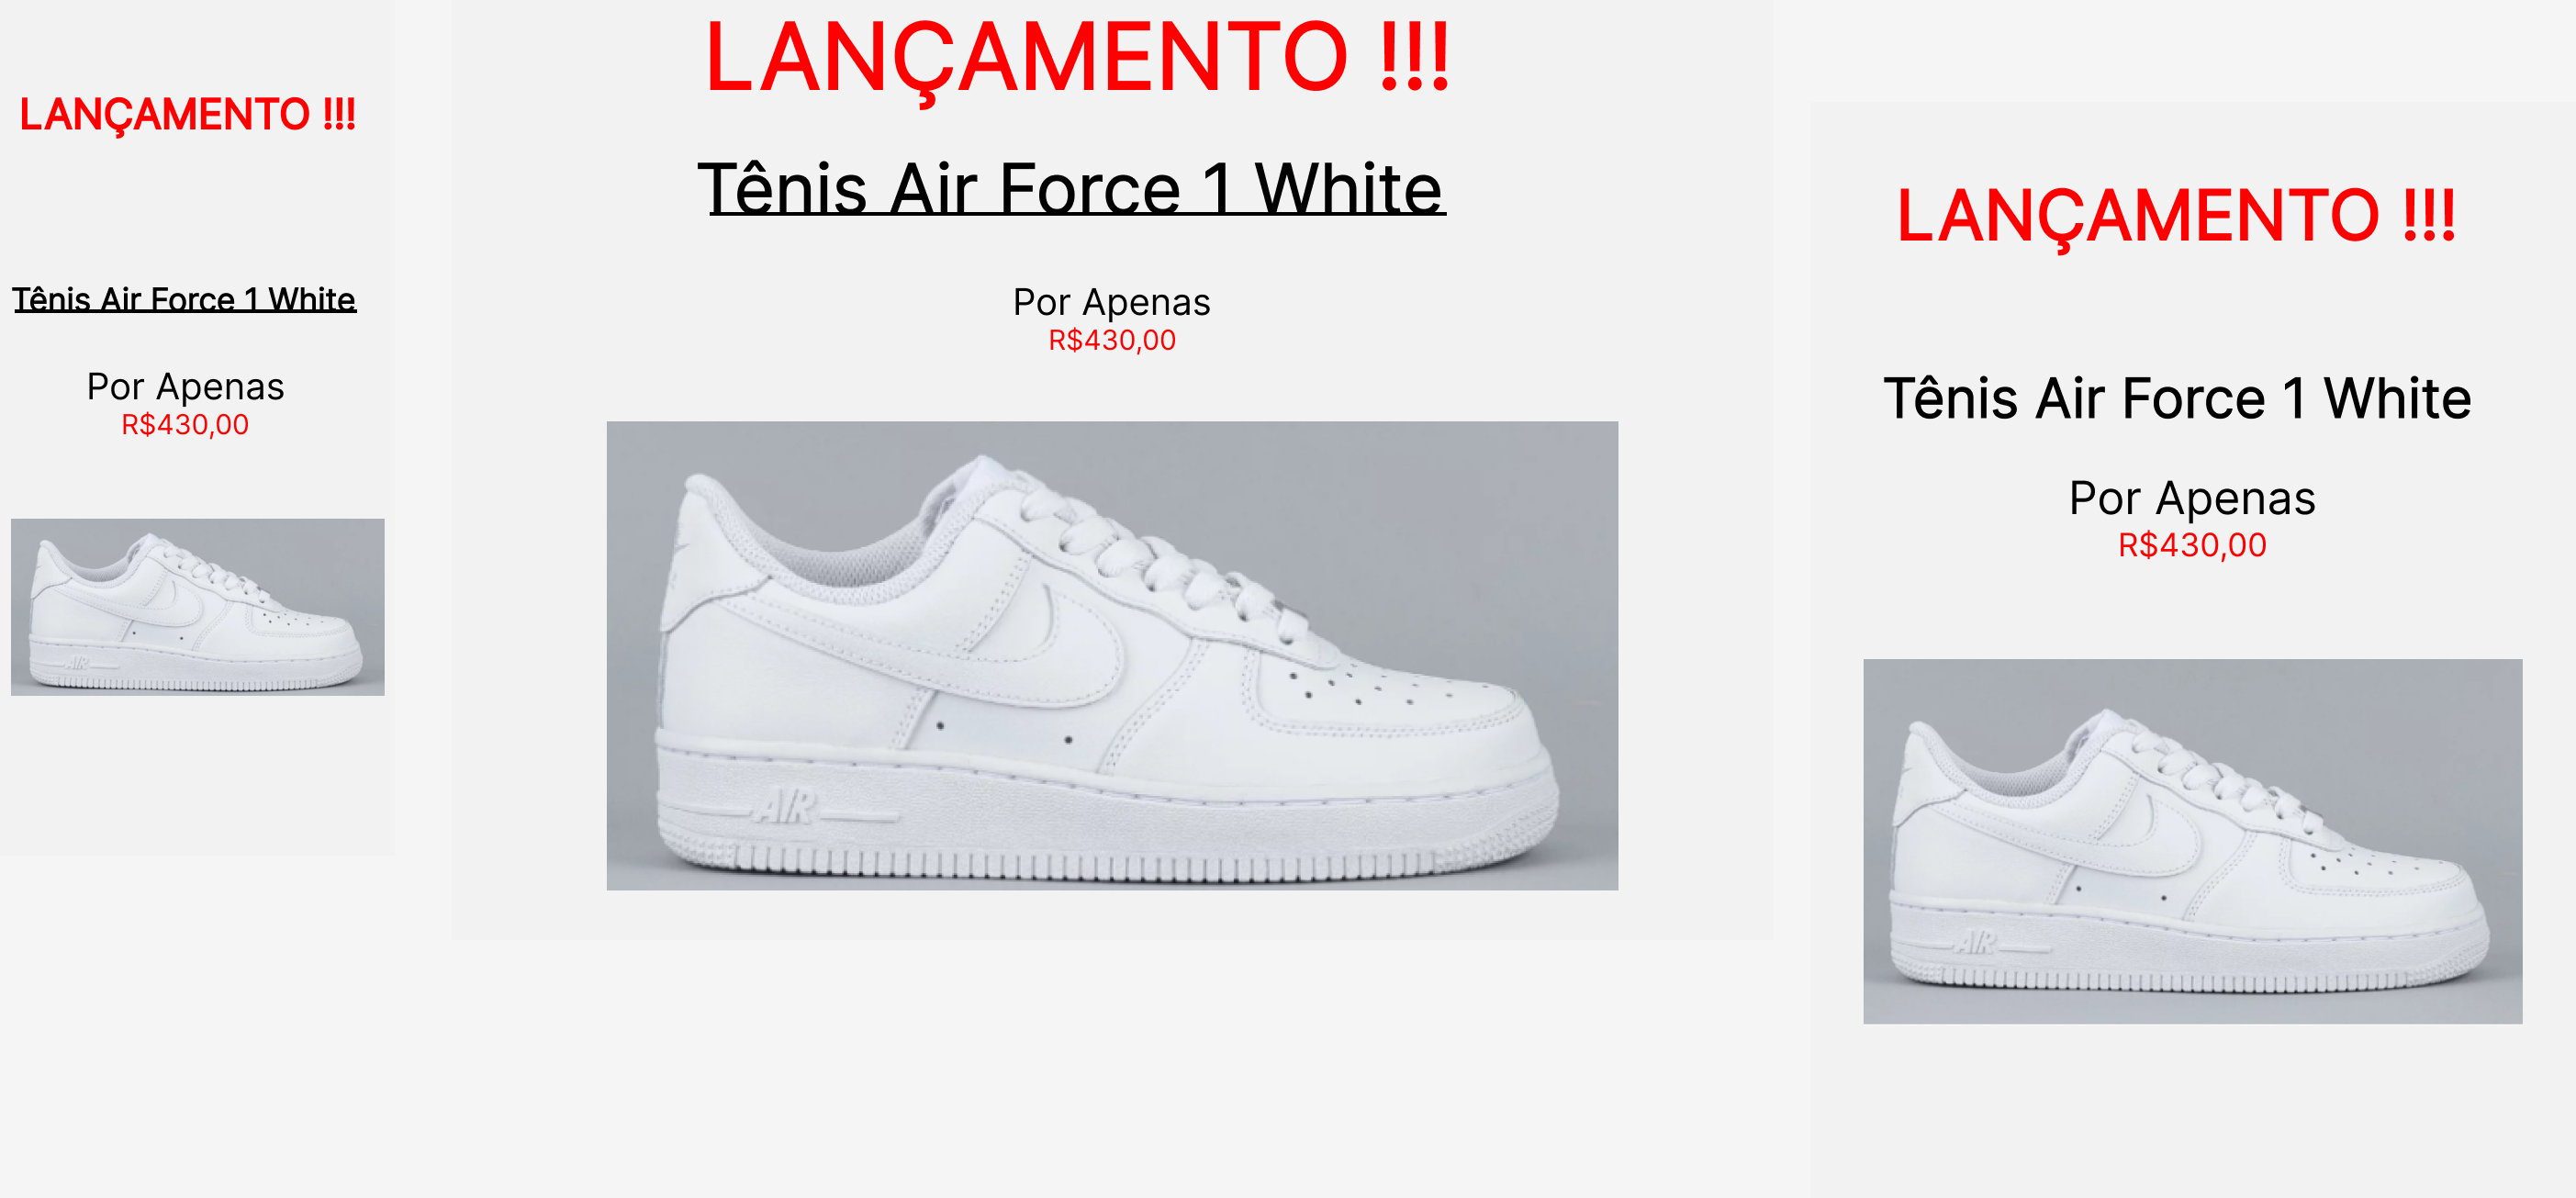 LANÇAMENTO !!!
Tênis Air Force 1 White
Por Apenas
R$430,00
AIR
LANÇAMENTO !!!
Tênis Air Force 1 White
Por Apenas
R$430,00
AIR
LANÇAMENTO !!!
Tênis Air Force 1 White
Por Apenas
R$430,00
AIR